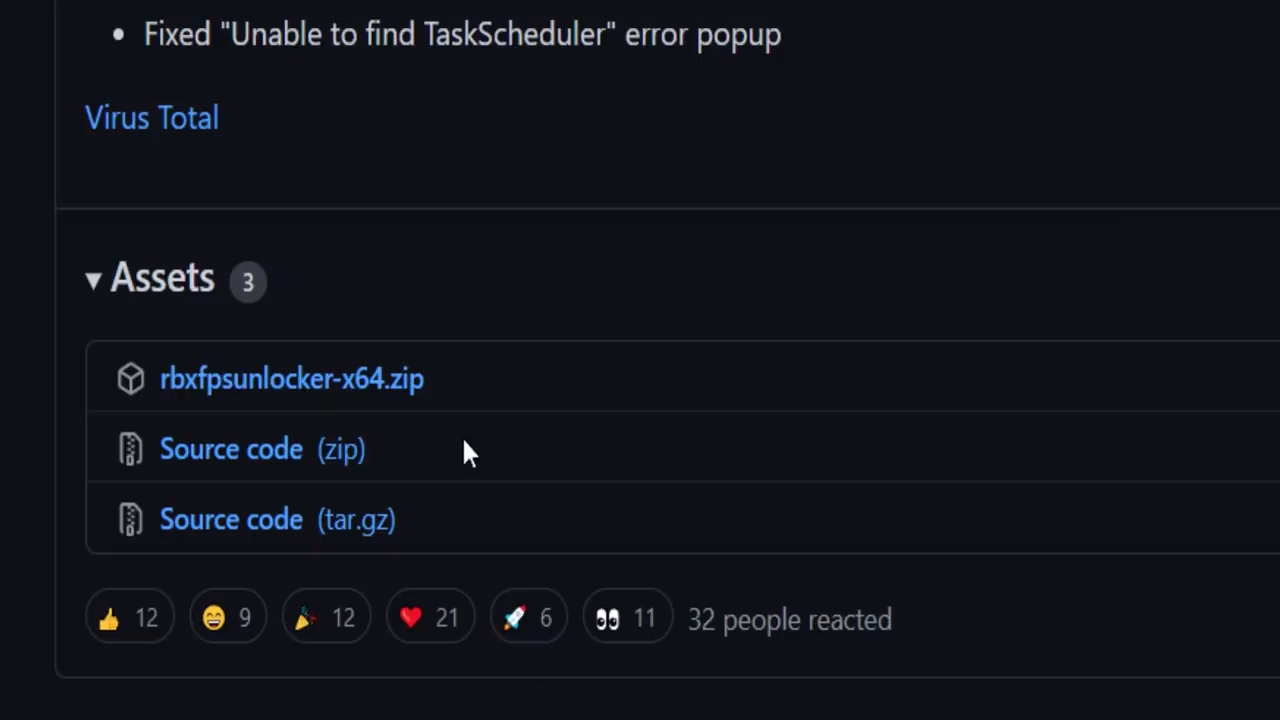 Fixed "Unable to find TaskScheduler" error popup
Virus Total
Assets 3
rbxfpsunlocker-x64.zip
Source code (zip)
Source code (tar.gz)
12 9 12 21 6 11 32 people reacted